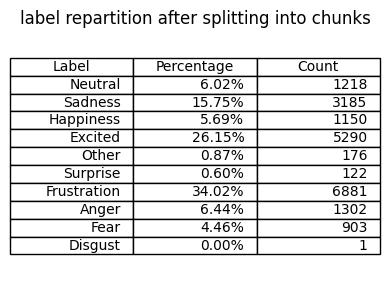 label repartition after splitting into chunks
Label Percentage Count
Neutral 6.02% 1218
Sadness 15.75% 3185
Happiness 5.69% 1150
Excited 26.15% 5290
Other 0.87% 176
Surprise 0.60% 122
Frustration 34.02% 6881
Anger 6.44% 1302
Fear 4.46% 903
Disgust 0.00% 1